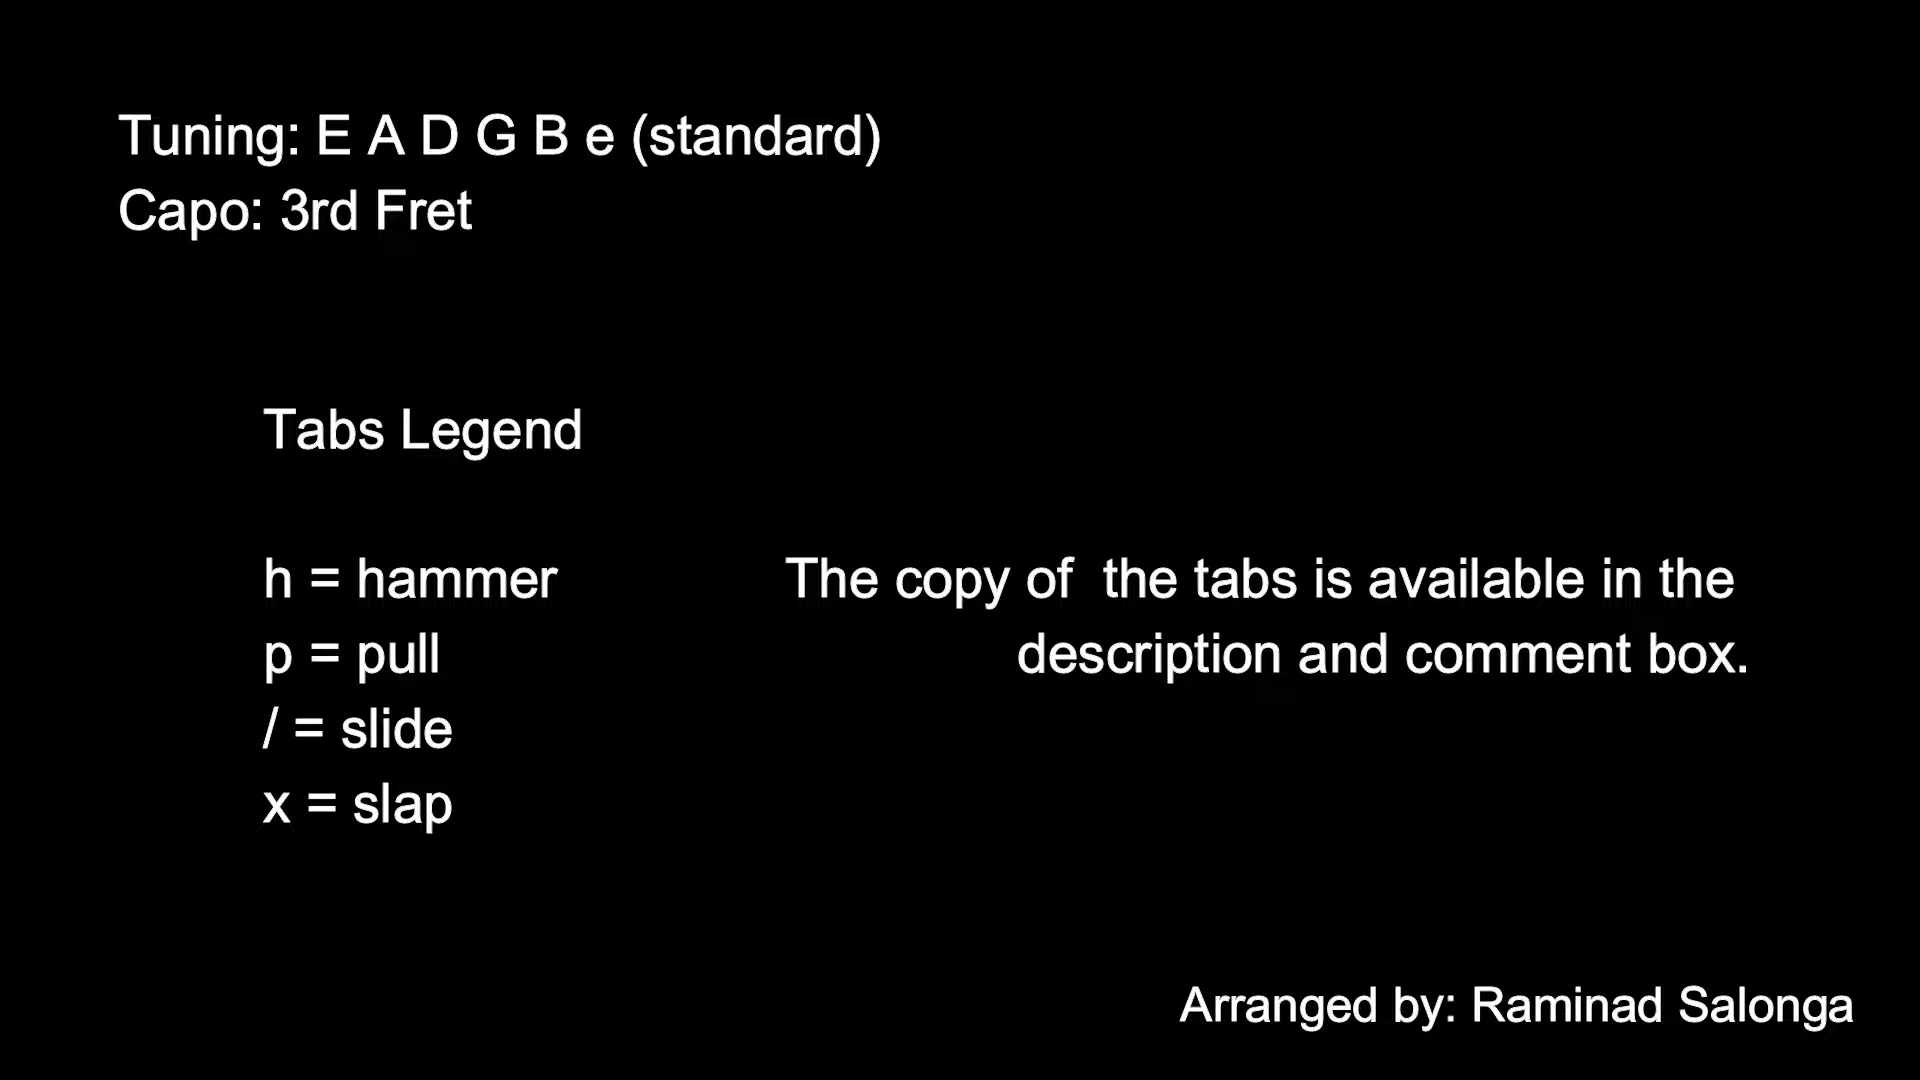 Tuning: E A D G B e (standard)
Capo: 3rd Fret
Tabs Legend
h = hammer
p = pull
/ = slide
x = slap
The copy of  the tabs is available in the
description and comment box.
Arranged by: Raminad Salonga